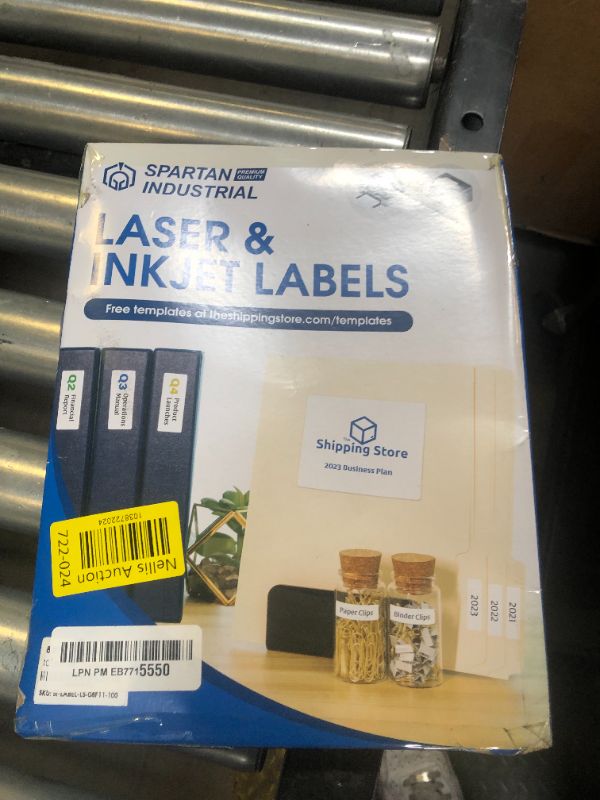 SPARTAN PREMIUM QUALITY
INDUSTRIAL
LASER &
INKJET LABELS
Free templates at theshippingstore.com/templates
Q2 Financial Report
Q3 Operations Manual
Q4 Product Launches
The
Shipping Store
2023 Business Plan
Paper Clips
Binder Clips
2023
2022
2021
1038722024
Nellis Auction
722-024
LPN PM EB7715550